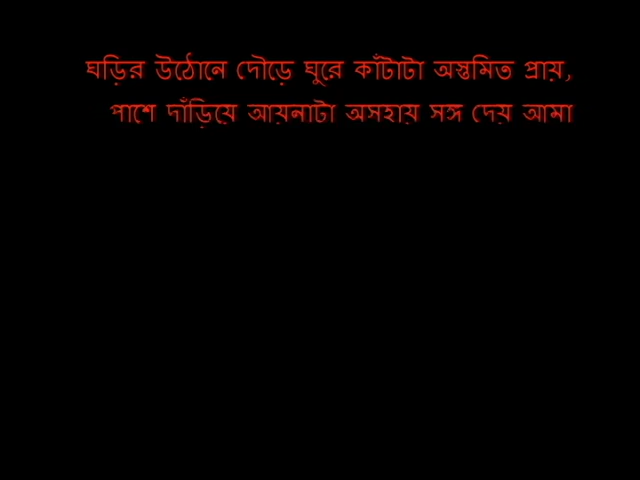 ঘড়ির উঠোনে দৌড়ে ঘুরে কাঁটাটা অস্তমিত প্রায়,
পাশে দাঁড়িয়ে আয়নাটা অসহায় সঙ্গ দেয় আমা